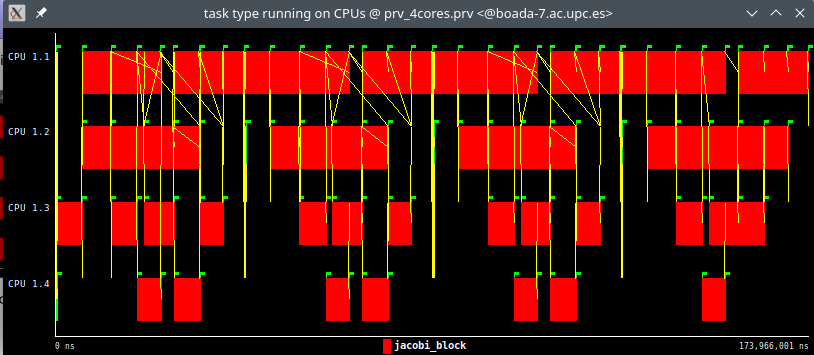 task type running on CPUs @ prv_4cores.prv <@boada-7.ac.upc.es>
CPU 1.1
CPU 1.2
CPU 1.3
CPU 1.4
0 ns
jacobi_block
173,966,001 ns